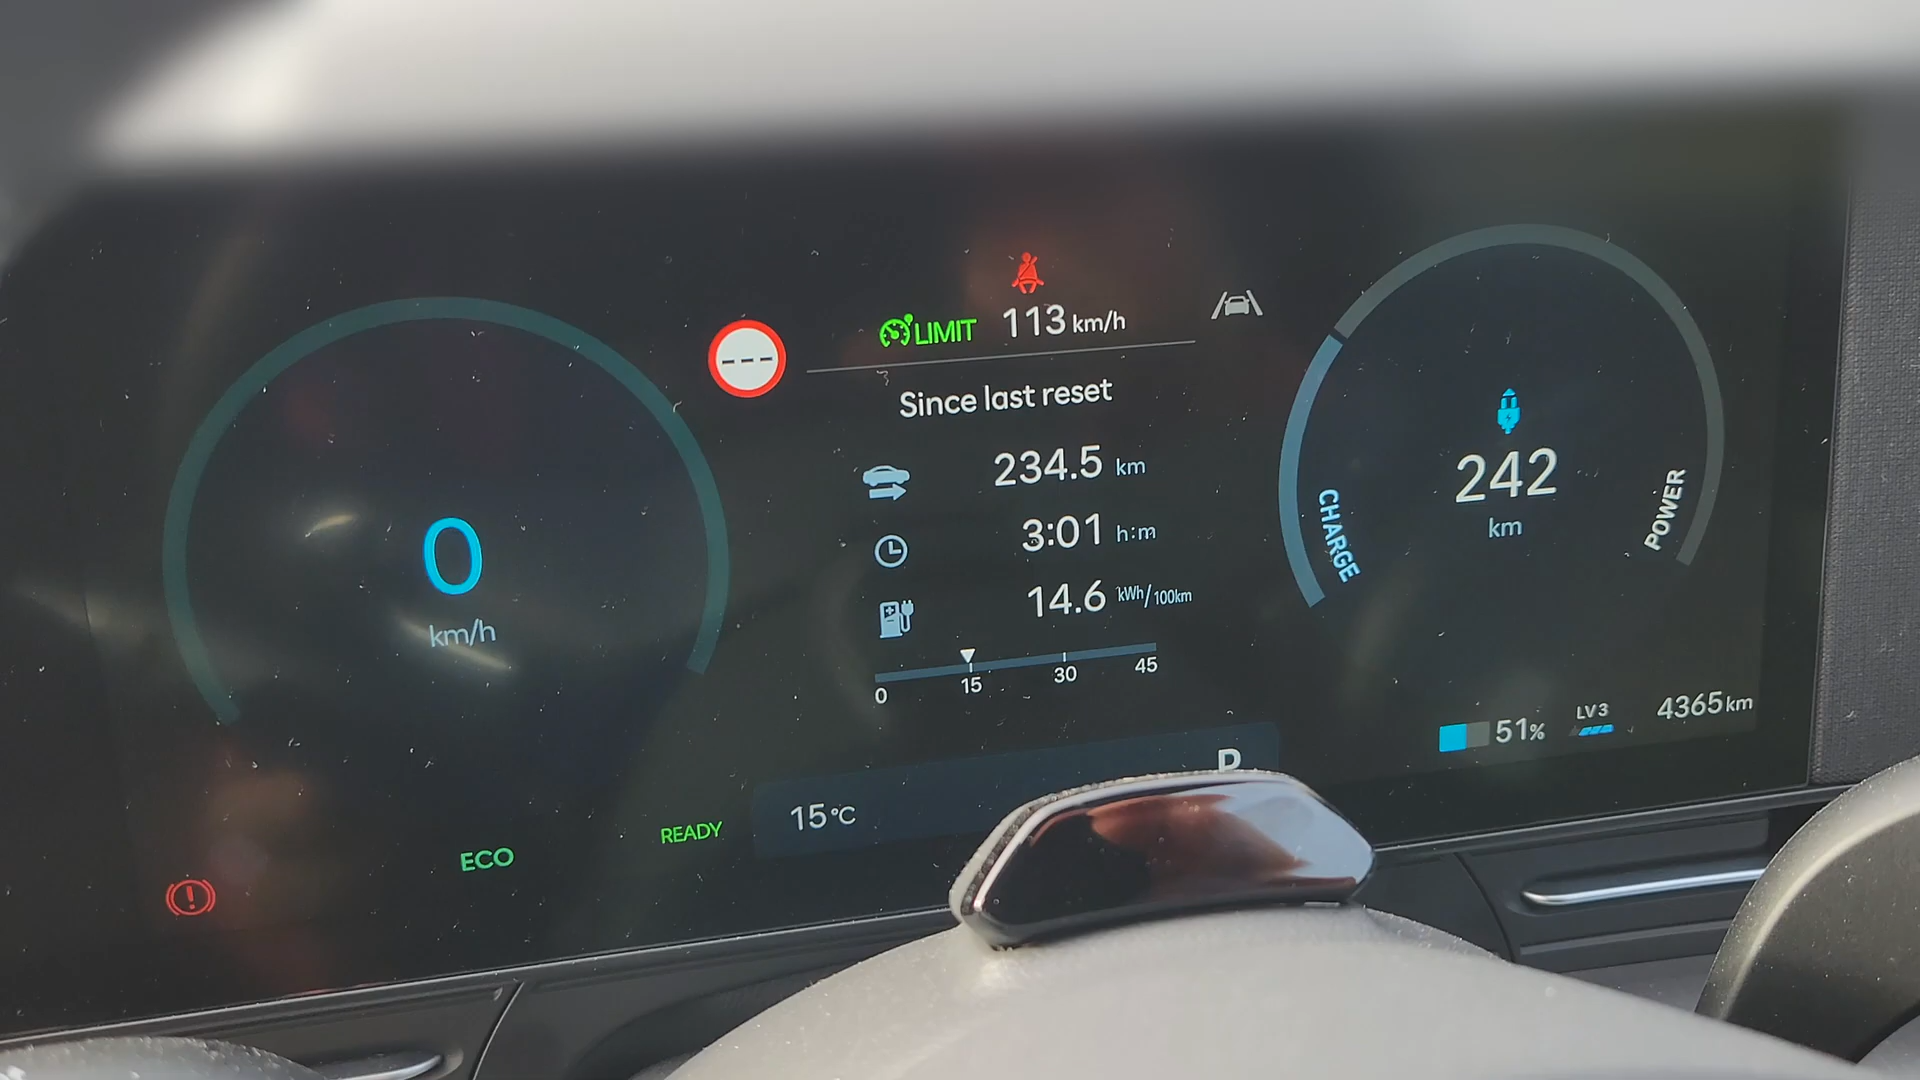 LIMIT 113 km/h
---
Since last reset
234.5 km
3:01 h:m
14.6 kWh/100km
0 15 30 45
0
km/h
242
km
CHARGE
POWER
51%
LV3
4365 km
P
15°C
READY
ECO